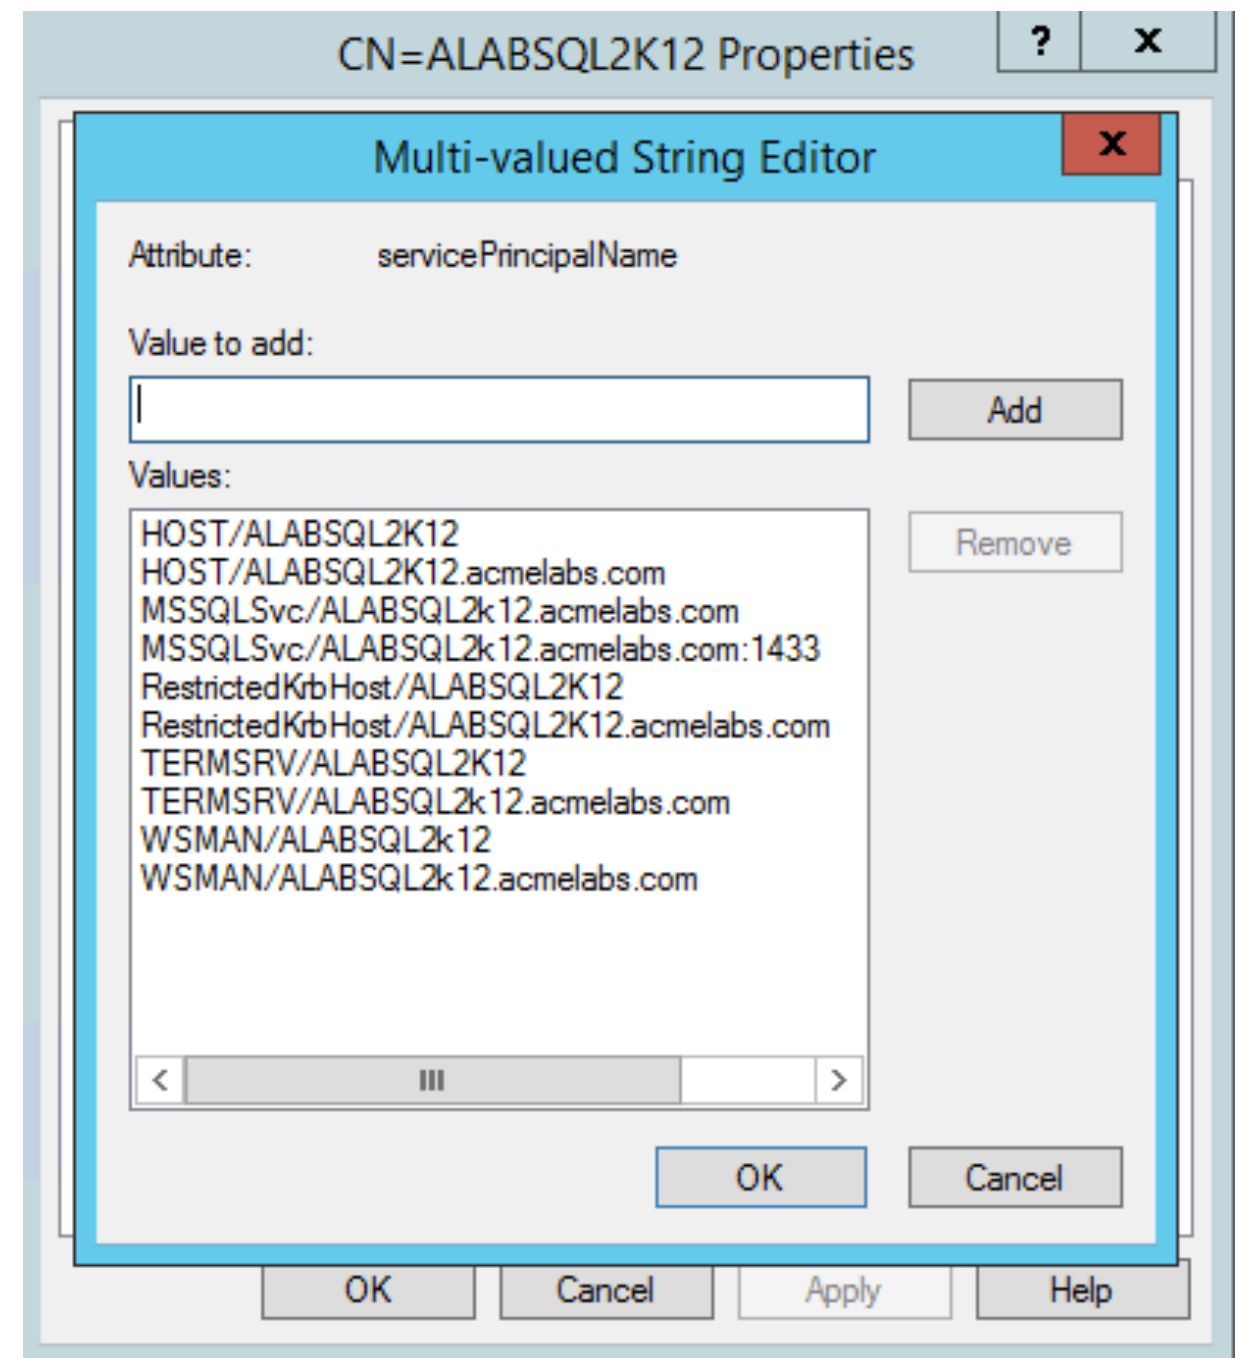 CN=ALABSQL2K12 Properties
?
x
Multi-valued String Editor
x
Attribute: servicePrincipalName
Value to add:
Add
Values:
HOST/ALABSQL2K12
HOST/ALABSQL2K12.acmelabs.com
MSSQLSvc/ALABSQL2k12.acmelabs.com
MSSQLSvc/ALABSQL2k12.acmelabs.com:1433
RestrictedKrbHost/ALABSQL2K12
RestrictedKrbHost/ALABSQL2K12.acmelabs.com
TERMSRV/ALABSQL2K12
TERMSRV/ALABSQL2k12.acmelabs.com
WSMAN/ALABSQL2k12
WSMAN/ALABSQL2k12.acmelabs.com
Remove
OK Cancel
OK Cancel Apply Help